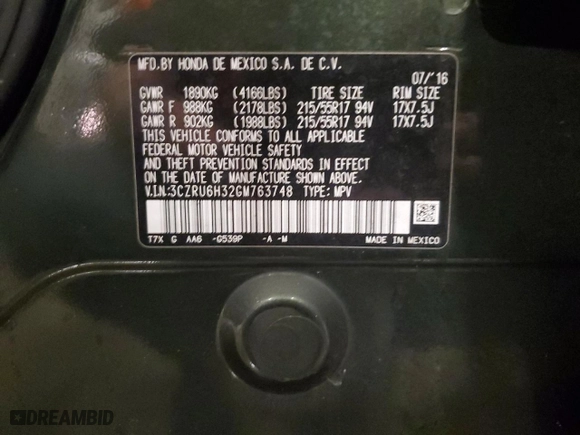 MFD.BY HONDA DE MEXICO S.A. DE C.V.
07/'16
GVWR 1890KG (4166LBS) TIRE SIZE RIM SIZE
GAWR F 988KG (2178LBS) 215/55R17 94V 17X7.5J
GAWR R 902KG (1988LBS) 215/55R17 94V 17X7.5J
THIS VEHICLE CONFORMS TO ALL APPLICABLE
FEDERAL MOTOR VEHICLE SAFETY
AND THEFT PREVENTION STANDARDS IN EFFECT
ON THE DATE OF MANUFACTURE SHOWN ABOVE.
V.I.N:3CZRU6H32GM763748 TYPE: MPV
T7X G AA6 -G539P -A -M MADE IN MEXICO
DREAMBID